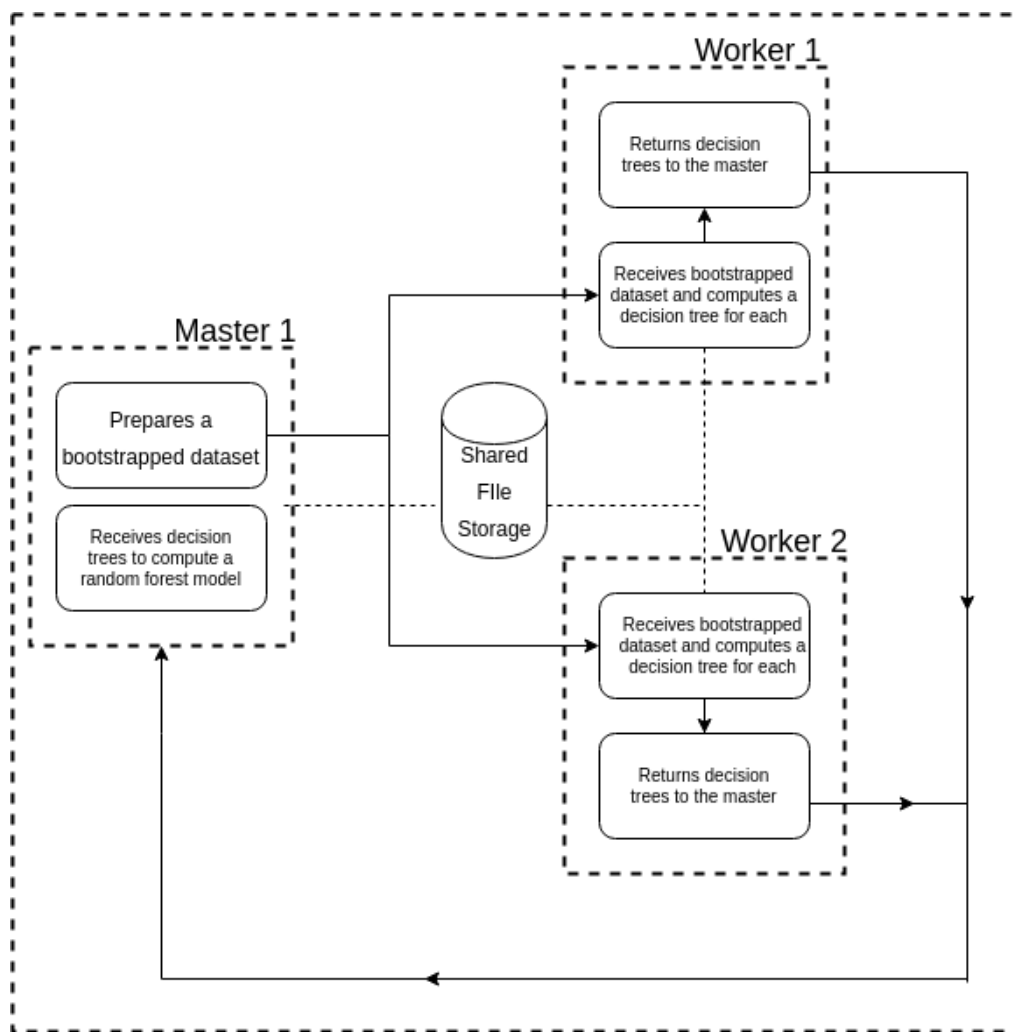 Worker 1
Returns decision
trees to the master
Receives bootstrapped
dataset and computes a
decision tree for each
Master 1
Prepares a
bootstrapped dataset
Receives decision
trees to compute a
random forest model
Shared
FIle
Storage
Worker 2
Receives bootstrapped
dataset and computes a
decision tree for each
Returns decision
trees to the master